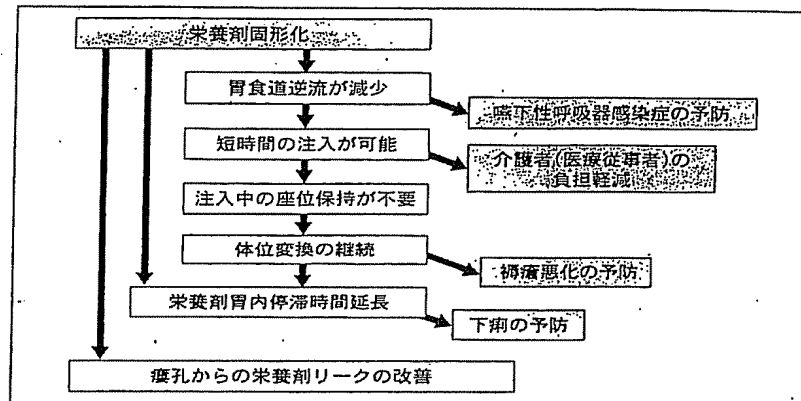 栄養剤固形化
胃食道逆流が減少
嚥下性呼吸器感染症の予防
短時間の注入が可能
介護者(医療従事者)の
負担軽減
注入中の座位保持が不要
体位変換の継続
褥瘡悪化の予防
栄養剤胃内停滞時間延長
下痢の予防
瘻孔からの栄養剤リークの改善